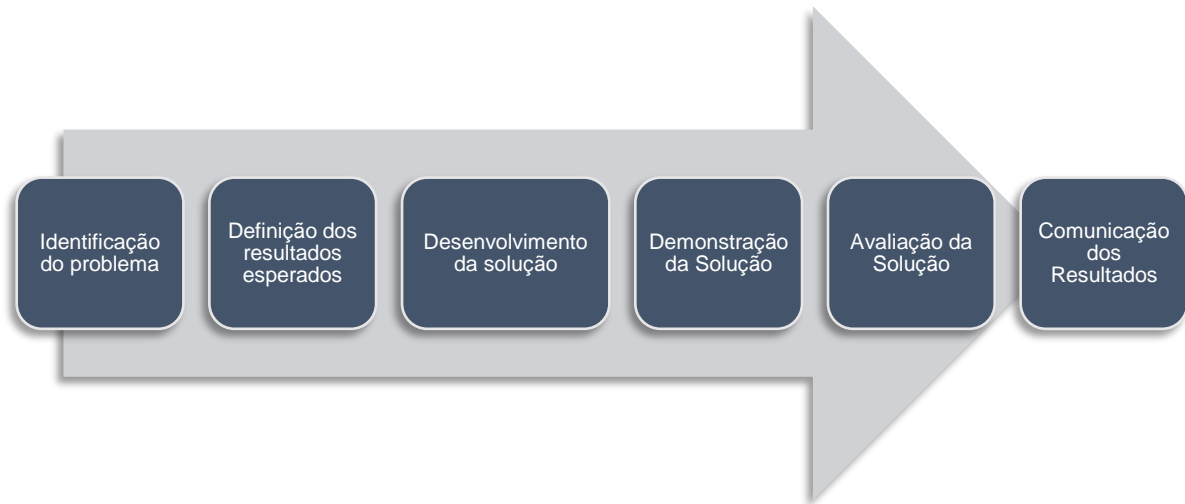 Identificação
do problema
Definição dos
resultados
esperados
Desenvolvimento
da solução
Demonstração
da Solução
Avaliação da
Solução
Comunicação
dos
Resultados